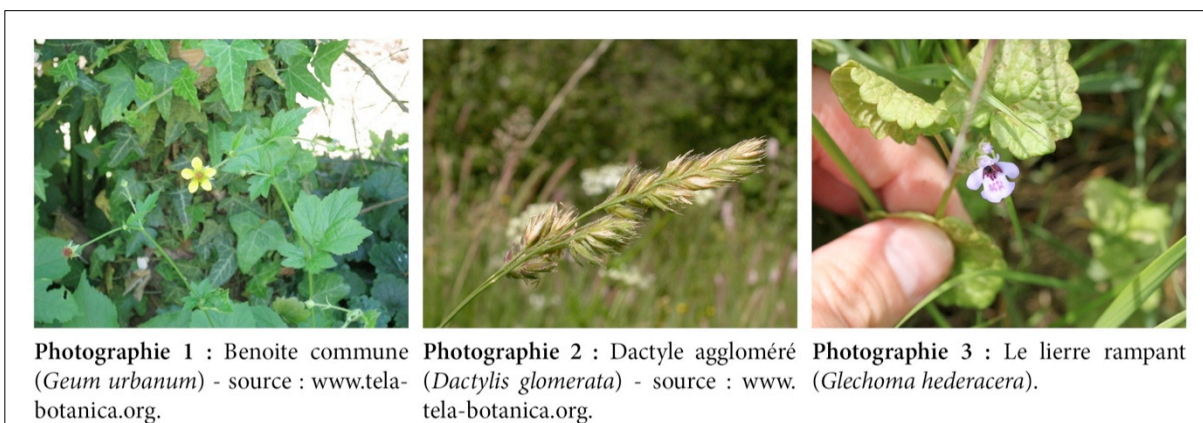 Photographie 1 : Benoite commune
(Geum urbanum) - source : www.tela-
botanica.org.
Photographie 2 : Dactyle aggloméré
(Dactylis glomerata) - source : www.
tela-botanica.org.
Photographie 3 : Le lierre rampant
(Glechoma hederacera).